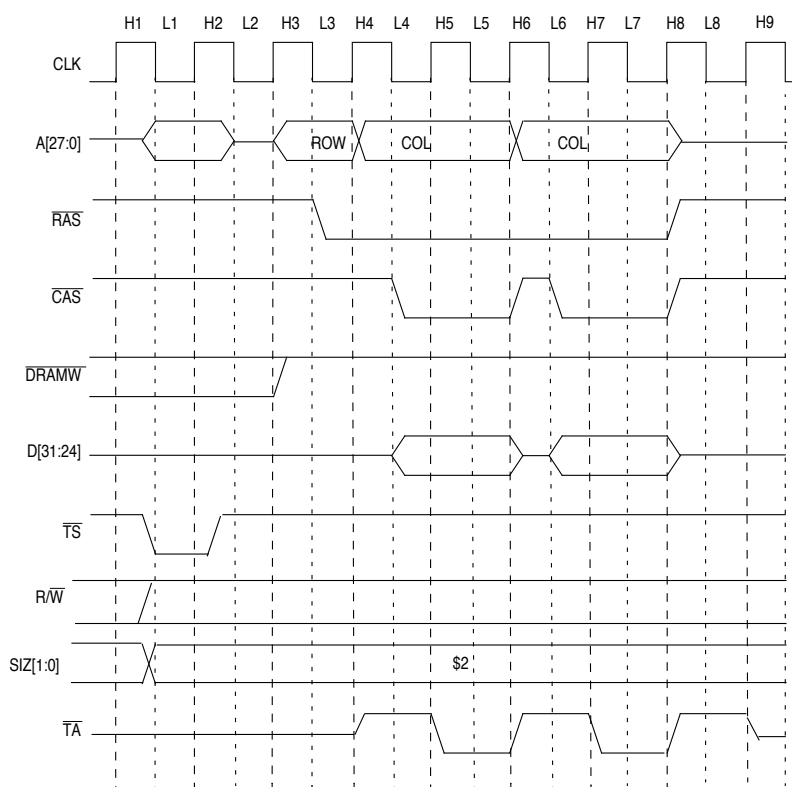 H1 L1 H2 L2 H3 L3 H4 L4 H5 L5 H6 L6 H7 L7 H8 L8 H9
CLK
A[27:0] ROW COL COL
RAS
CAS
DRAMW
D[31:24]
TS
R/W
SIZ[1:0] $2
TA